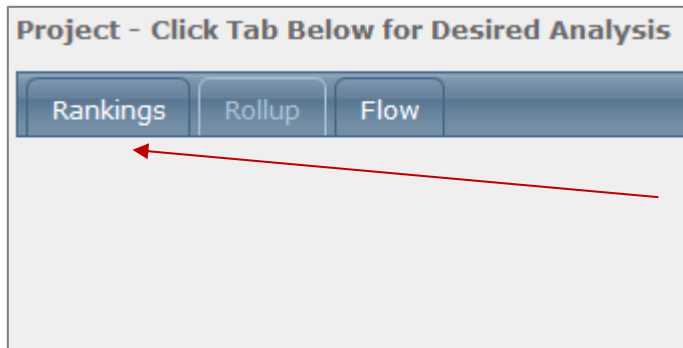 Project - Click Tab Below for Desired Analysis
Rankings Rollup Flow